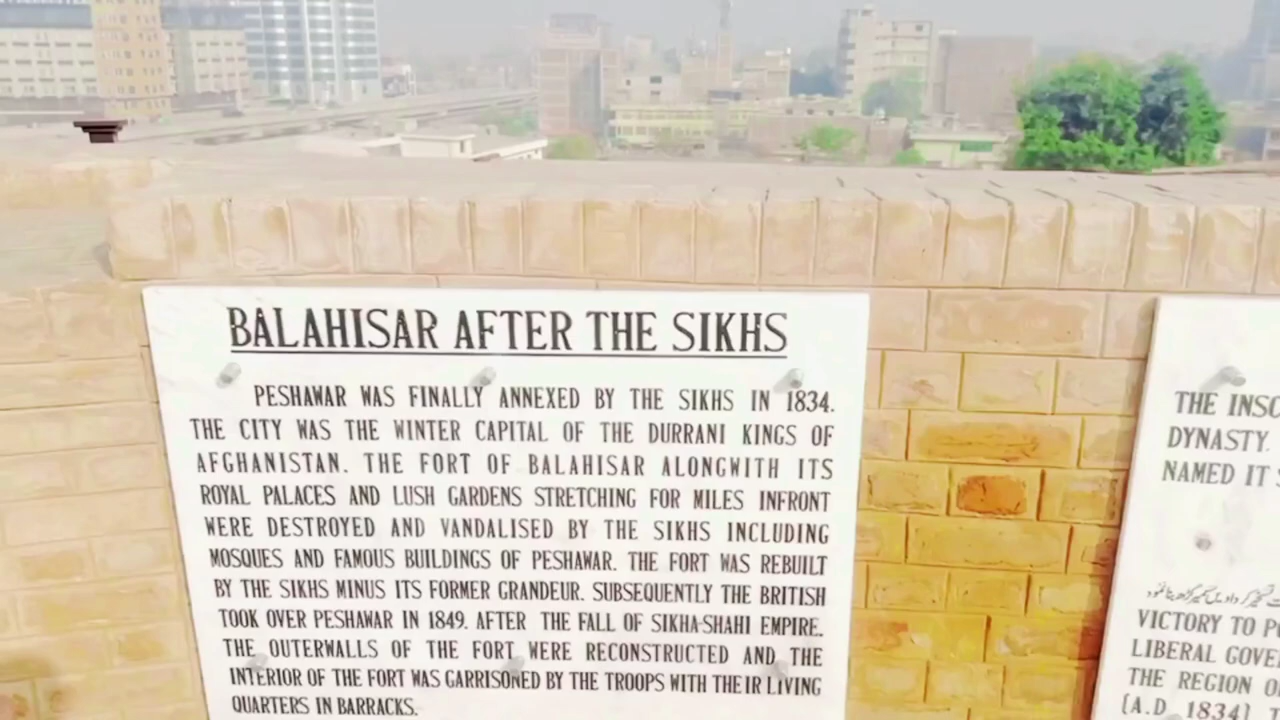 BALAHISAR AFTER THE SIKHS
PESHAWAR WAS FINALLY ANNEXED BY THE SIKHS IN 1834.
THE CITY WAS THE WINTER CAPITAL OF THE DURRANI KINGS OF
AFGHANISTAN. THE FORT OF BALAHISAR ALONGWITH ITS
ROYAL PALACES AND LUSH GARDENS STRETCHING FOR MILES INFRONT
WERE DESTROYED AND VANDALISED BY THE SIKHS INCLUDING
MOSQUES AND FAMOUS BUILDINGS OF PESHAWAR. THE FORT WAS REBUILT
BY THE SIKHS MINUS ITS FORMER GRANDEUR. SUBSEQUENTLY THE BRITISH
TOOK OVER PESHAWAR IN 1849. AFTER THE FALL OF SIKHA-SHAHI EMPIRE.
THE OUTERWALLS OF THE FORT WERE RECONSTRUCTED AND THE
INTERIOR OF THE FORT WAS GARRISONED BY THE TROOPS WITH THEIR LIVING
QUARTERS IN BARRACKS.
THE INSC
DYNASTY.
NAMED IT
VICTORY TO P
LIBERAL GOVE
THE REGION O
(A.D. 1834) T